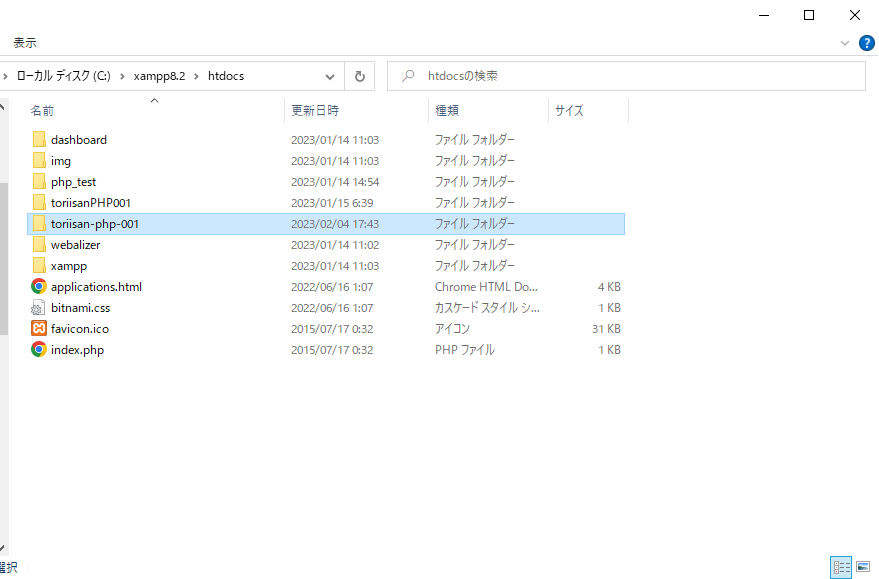 表示
ローカル ディスク (C:) › xampp8.2 › htdocs
htdocsの検索
名前 更新日時 種類 サイズ
dashboard 2023/01/14 11:03 ファイル フォルダー
img 2023/01/14 11:03 ファイル フォルダー
php_test 2023/01/14 14:54 ファイル フォルダー
toriisanPHP001 2023/01/15 6:39 ファイル フォルダー
toriisan-php-001 2023/02/04 17:43 ファイル フォルダー
webalizer 2023/01/14 11:02 ファイル フォルダー
xampp 2023/01/14 11:03 ファイル フォルダー
applications.html 2022/06/16 1:07 Chrome HTML Do... 4 KB
bitnami.css 2022/06/16 1:07 カスケード スタイル シ... 1 KB
favicon.ico 2015/07/17 0:32 アイコン 31 KB
index.php 2015/07/17 0:32 PHP ファイル 1 KB
選択